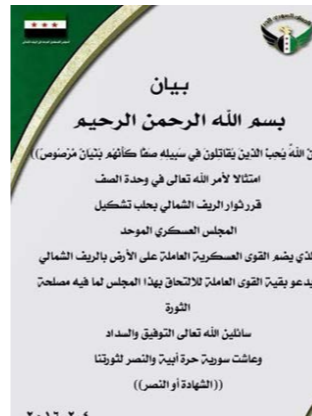 بيان
بسم الله الرحمن الرحيم
الله يحب الذين يقاتلون في سبيله صفا كأنهم بنيان مرصوص))
امتثالا لأمر الله تعالى في وحدة الصف
قرر ثوار الريف الشمالي بحلب تشكيل
المجلس العسكري الموحد
الذي يضم القوى العسكرية العاملة على الأرض بالريف الشمالي
يدعو بقية القوى العاملة للالتحاق بهذا المجلس لما فيه مصلحة
الثورة
سائلين الله تعالى التوفيق والسداد
وعاشت سورية حرة أبية والنصر لثورتنا
((الشهادة أو النصر))